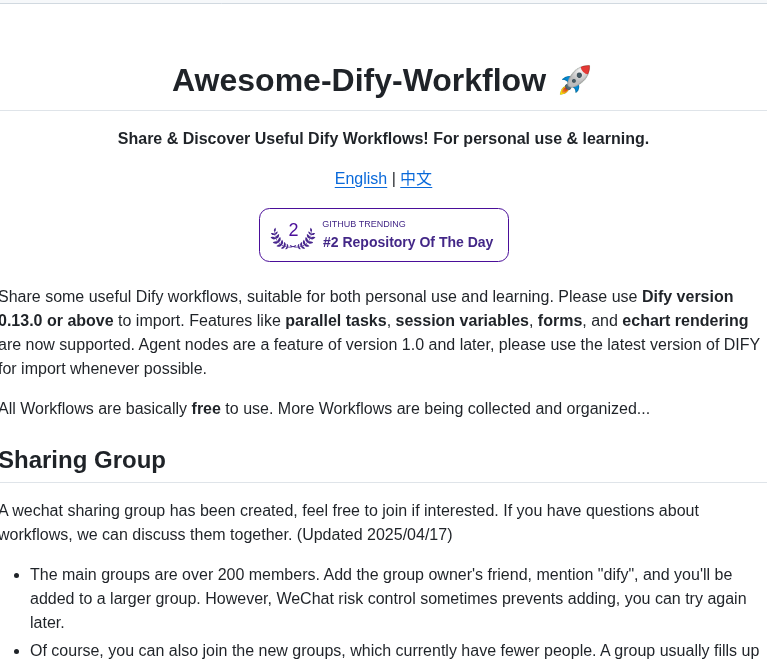 Awesome-Dify-Workflow 🚀
Share & Discover Useful Dify Workflows! For personal use & learning.
English | 中文
2
GITHUB TRENDING
#2 Repository Of The Day
Share some useful Dify workflows, suitable for both personal use and learning. Please use Dify version
0.13.0 or above to import. Features like parallel tasks, session variables, forms, and echart rendering
are now supported. Agent nodes are a feature of version 1.0 and later, please use the latest version of DIFY
for import whenever possible.
All Workflows are basically free to use. More Workflows are being collected and organized...
Sharing Group
A wechat sharing group has been created, feel free to join if interested. If you have questions about
workflows, we can discuss them together. (Updated 2025/04/17)
• The main groups are over 200 members. Add the group owner's friend, mention "dify", and you'll be
added to a larger group. However, WeChat risk control sometimes prevents adding, you can try again
later.
• Of course, you can also join the new groups, which currently have fewer people. A group usually fills up